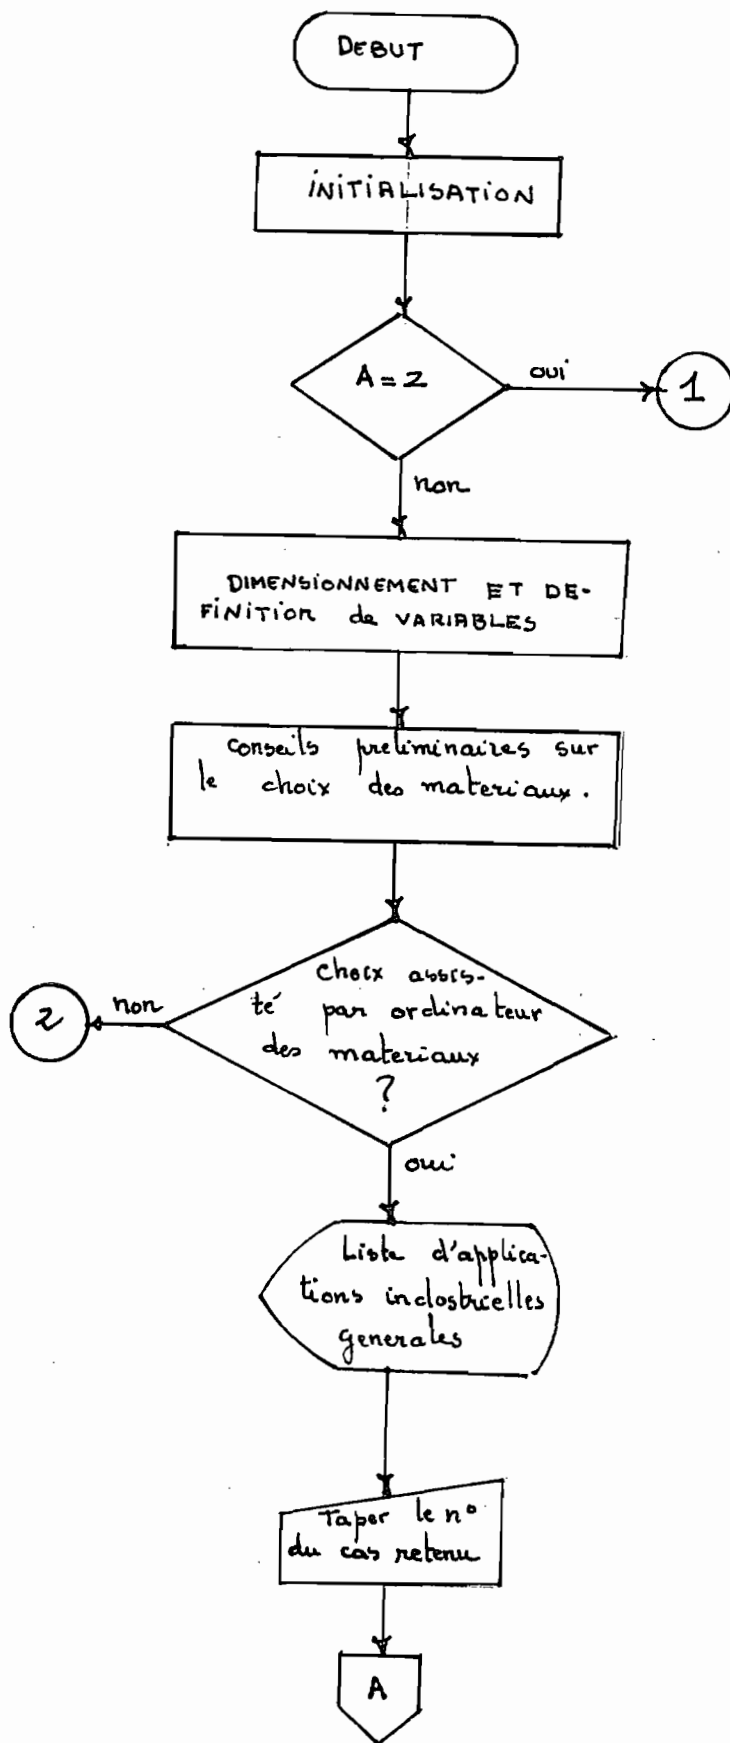 DEBUT
INITIALISATION
A = 2
oui
1
non
DIMENSIONNEMENT ET DE-
FINITION de VARIABLES
Conseils preliminaires sur
le choix des materiaux.
Choix assis-
té par ordinateur
des materiaux
?
non
2
oui
Liste d'applica-
tions industrielles
generales
Taper le n°
du cas retenu
A